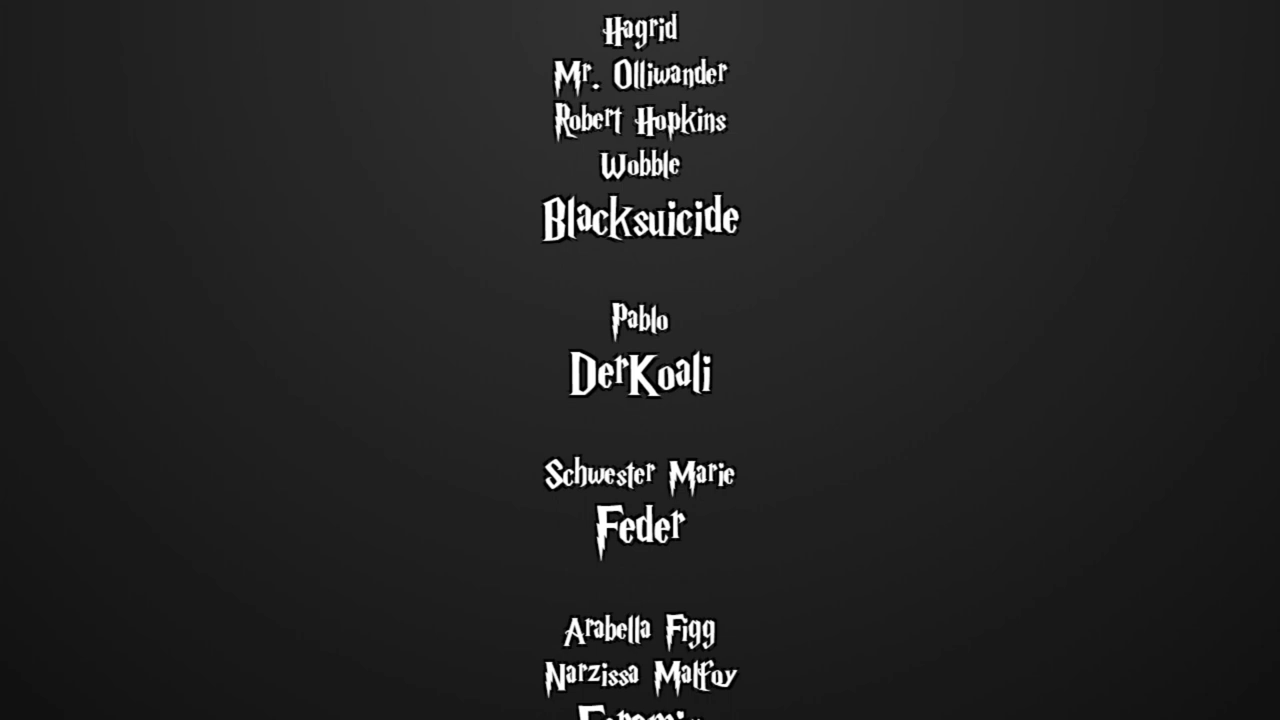 Hagrid
Mr. Olliwander
Robert Hopkins
Wobble
Blacksuicide
Pablo
DerKoali
Schwester Marie
Feder
Arabella Figg
Narzissa Malfoy